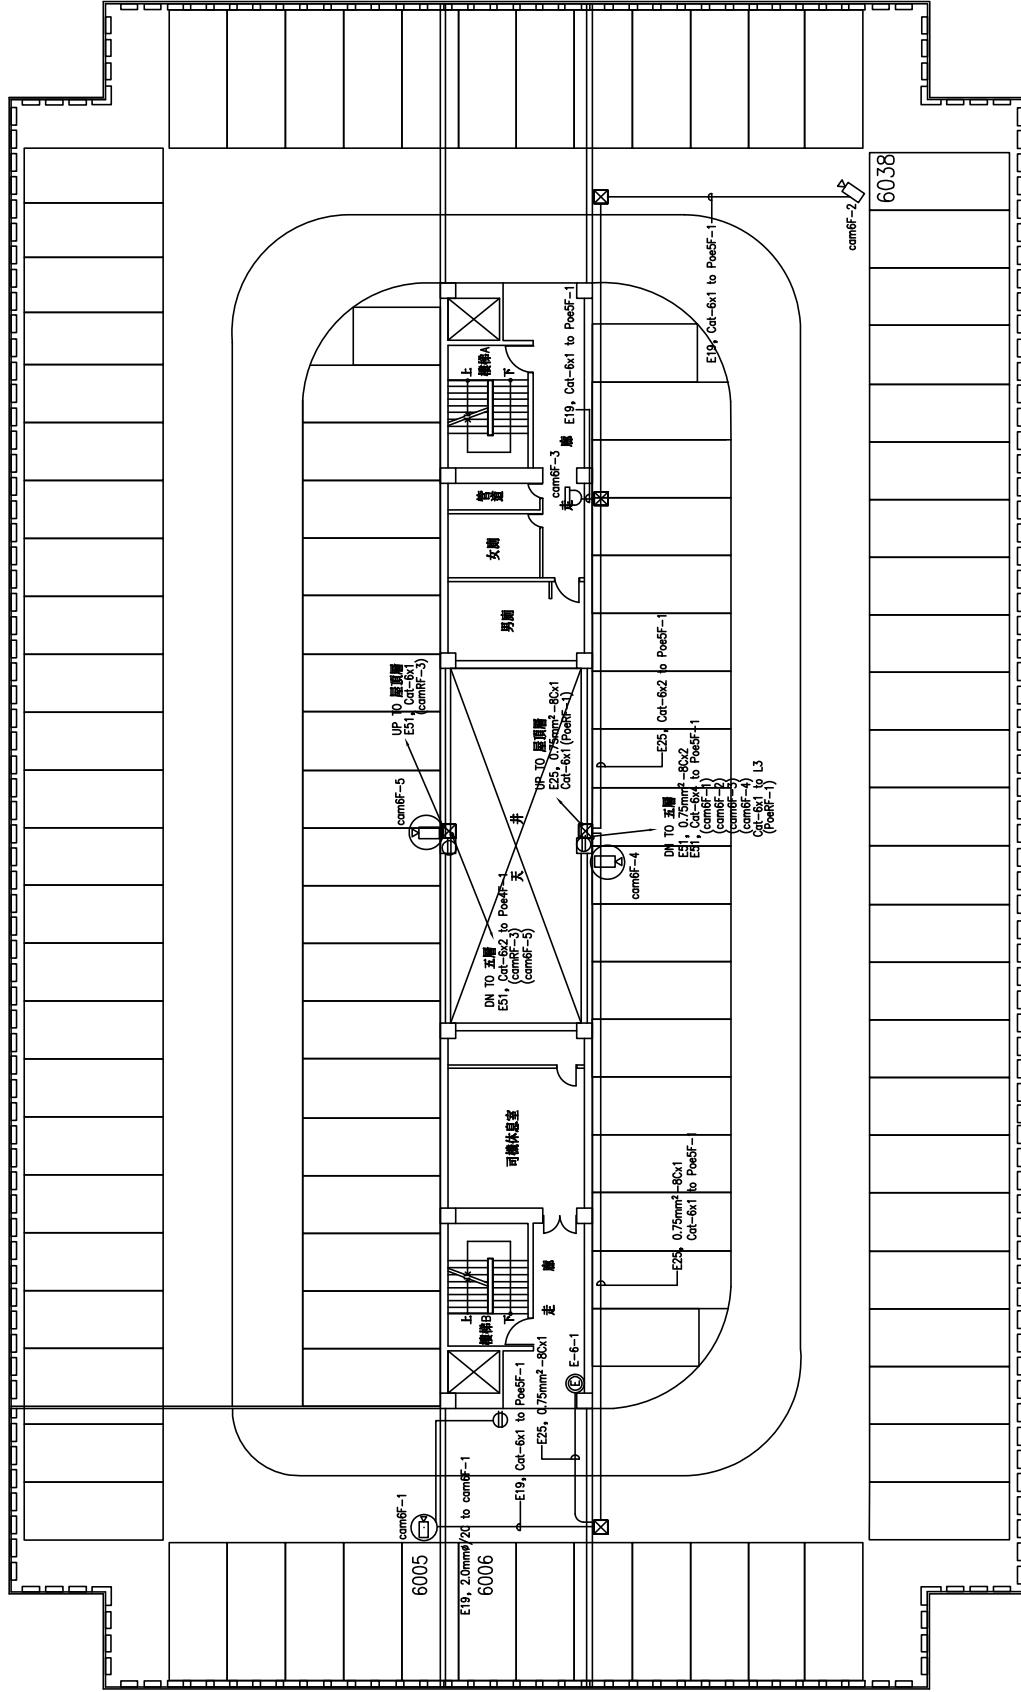 6038
cam6F-2
E19, Cat-6x1 to Poe5F-1
E19, Cat-6x1 to Poe5F-1
樓梯A
上
下
走 廊
cam6F-3
管道
女廁
男廁
UP TO 屋頂層
E51, Cat-6x1
(camRF-3)
cam6F-5
UP TO 屋頂層
E25, 0.75mm²-8Cx1
Cat-6x1(PoeRF-1)
E25, Cat-6x2 to Poe5F-1
天 井
DN TO 五層
E51, 0.75mm²-8Cx2
E51, Cat-6x4 to Poe5F-1
(cam6F-1)
(cam6F-2)
(cam6F-3)
(cam6F-4)
Cat-6x1 to L3
(PoeRF-1)
cam6F-4
DN TO 五層
E51, Cat-6x2 to Poe4F-1
(camRF-3)
(cam6F-5)
司機休息室
E25, 0.75mm²-8Cx1
Cat-6x1 to Poe5F-1
樓梯B
上
下
走 廊
E E-6-1
E25, 0.75mm²-8Cx1
E19, Cat-6x1 to Poe5F-1
E19, 2.0mmø/2C to cam6F-1
cam6F-1
6005
6006